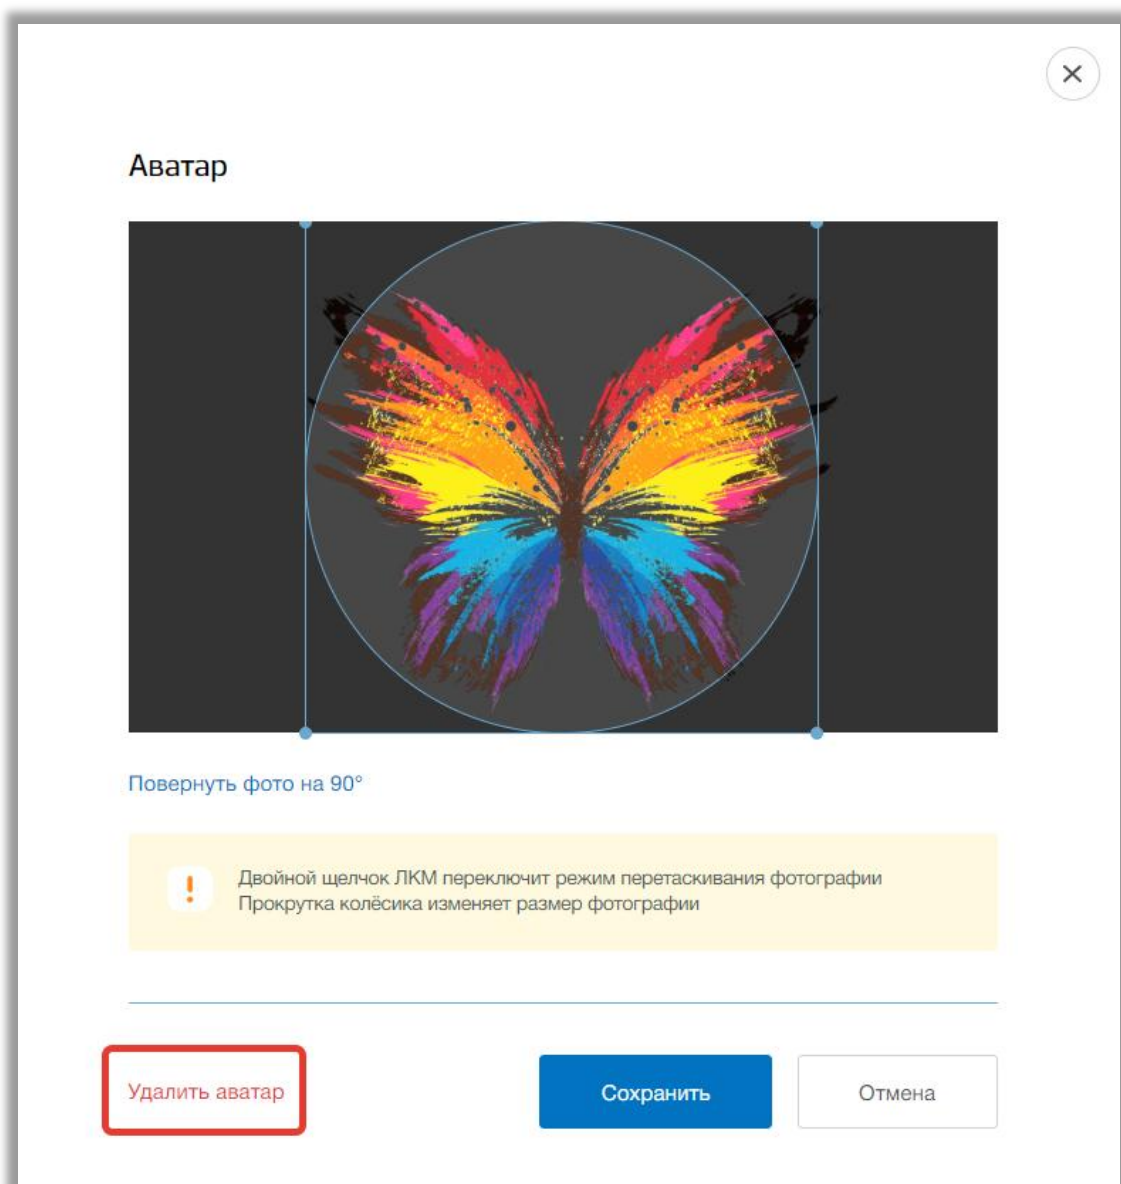 Аватар
Повернуть фото на 90°
Двойной щелчок ЛКМ переключит режим перетаскивания фотографии
Прокрутка колёсика изменяет размер фотографии
Удалить аватар
Сохранить
Отмена